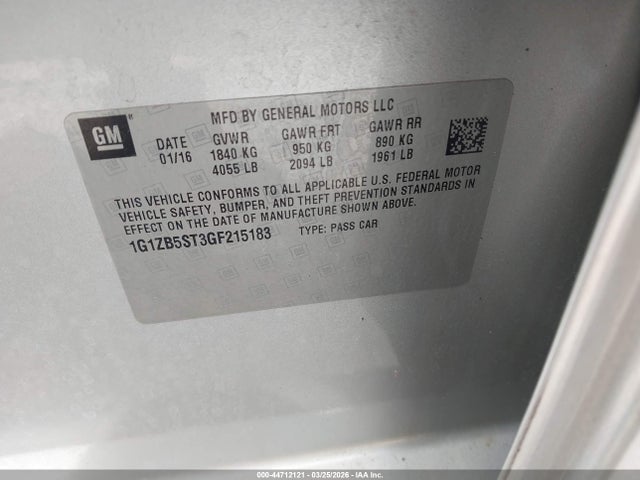 MFD BY GENERAL MOTORS LLC
GM
DATE GVWR GAWR FRT GAWR RR
01/16 1840 KG 950 KG 890 KG
4055 LB 2094 LB 1961 LB
THIS VEHICLE CONFORMS TO ALL APPLICABLE U.S. FEDERAL MOTOR
VEHICLE SAFETY, BUMPER, AND THEFT PREVENTION STANDARDS IN
EFFECT ON THE DATE OF MANUFACTURE SHOWN ABOVE.
1G1ZB5ST3GF215183 TYPE: PASS CAR
000-44712121 | 03/25/2026 | IAA Inc.